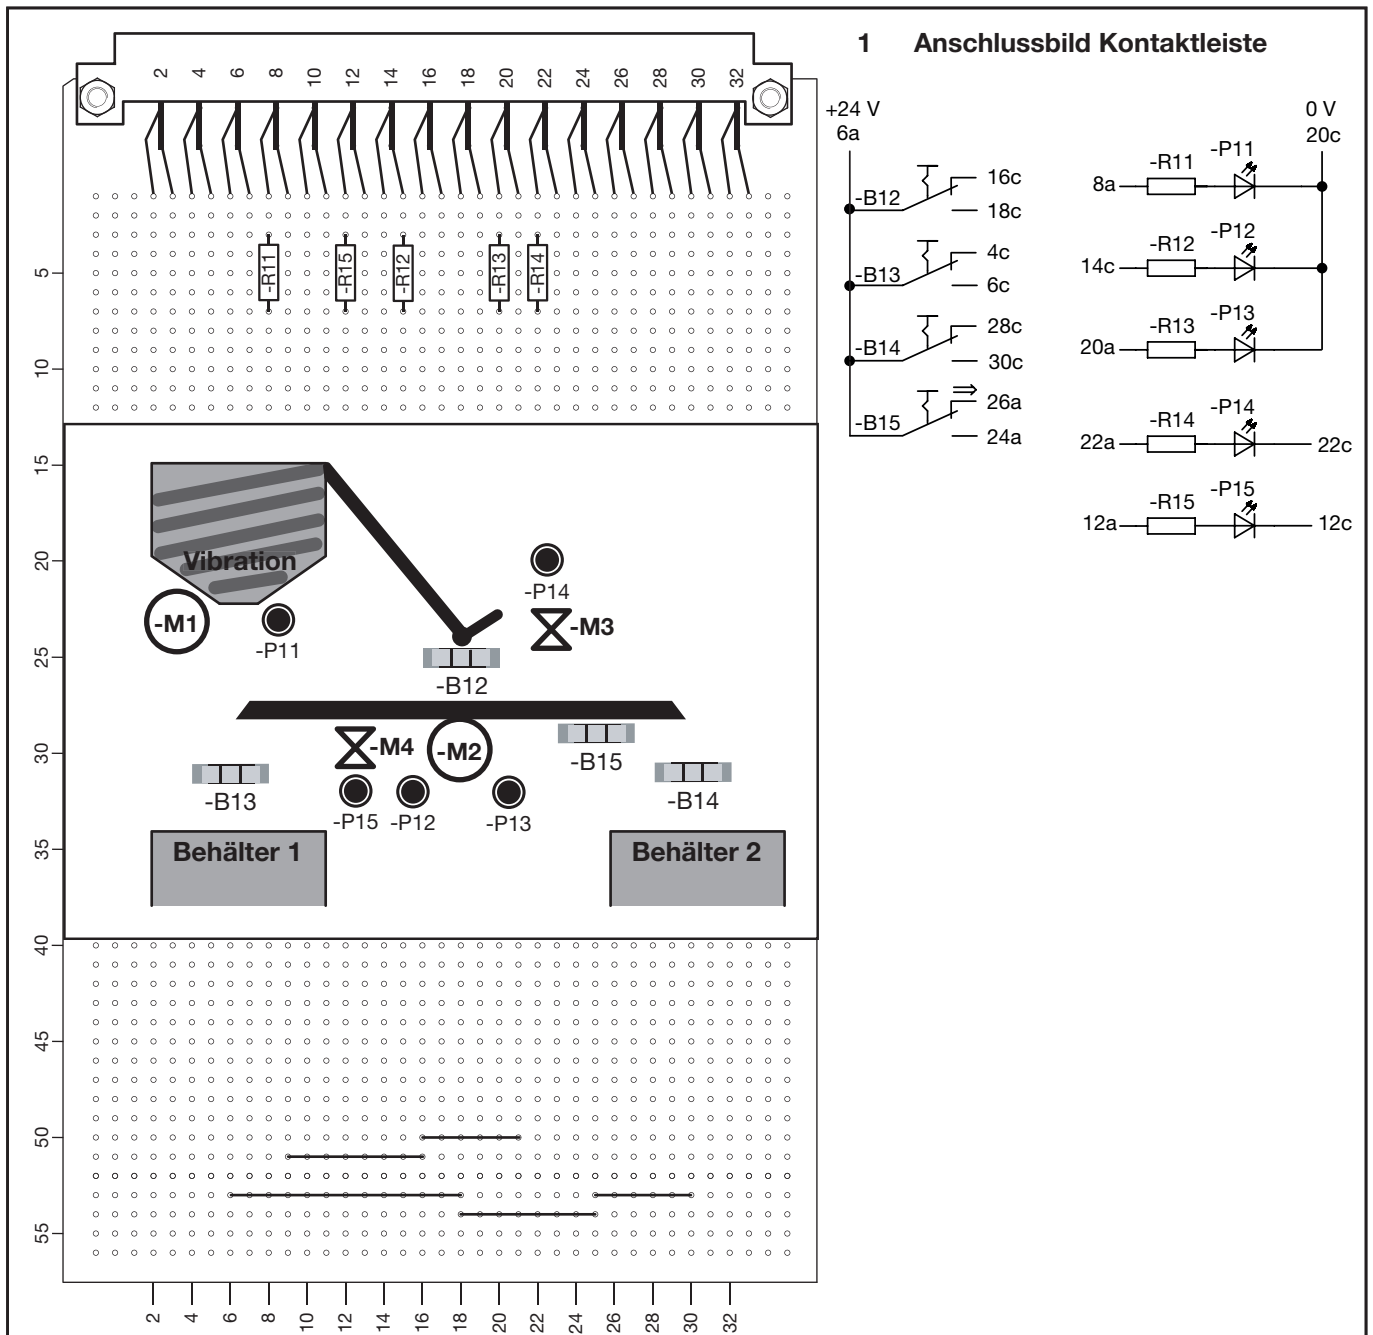 1 Anschlussbild Kontaktleiste
2 4 6 8 10 12 14 16 18 20 22 24 26 28 30 32
+24 V
6a
0 V
20c
-B12
16c
18c
-B13
4c
6c
-B14
28c
30c
-B15
26a
24a
8a
-R11
-P11
14c
-R12
-P12
20a
-R13
-P13
22a
-R14
-P14
22c
12a
-R15
-P15
12c
-R11
-R15
-R12
-R13
-R14
5
10
15
20
25
30
35
40
45
50
55
Vibration
-M1
-P11
-P14
-M3
-B12
-M4
-M2
-B15
-B13
-B14
-P15
-P12
-P13
Behälter 1
Behälter 2
2 4 6 8 10 12 14 16 18 20 22 24 26 28 30 32